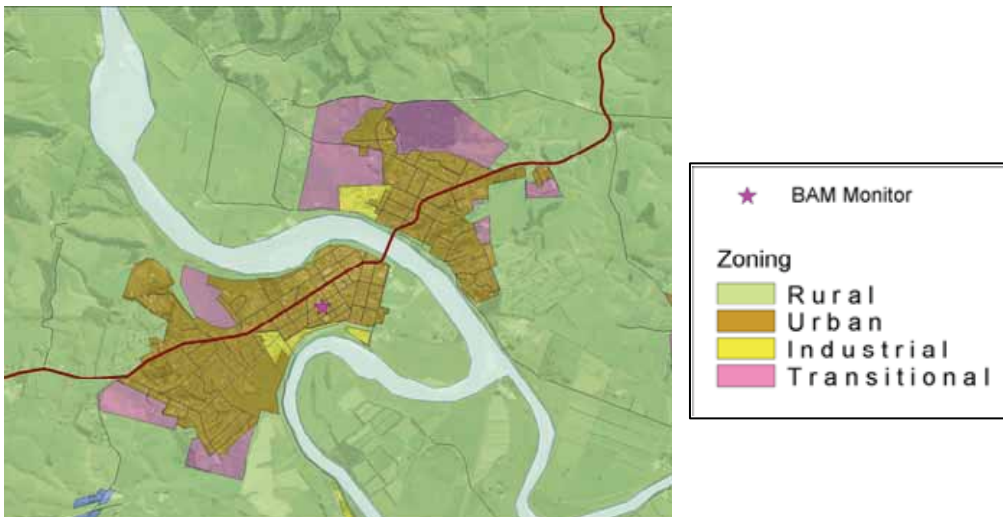 BAM Monitor
Zoning
Rural
Urban
Industrial
Transitional